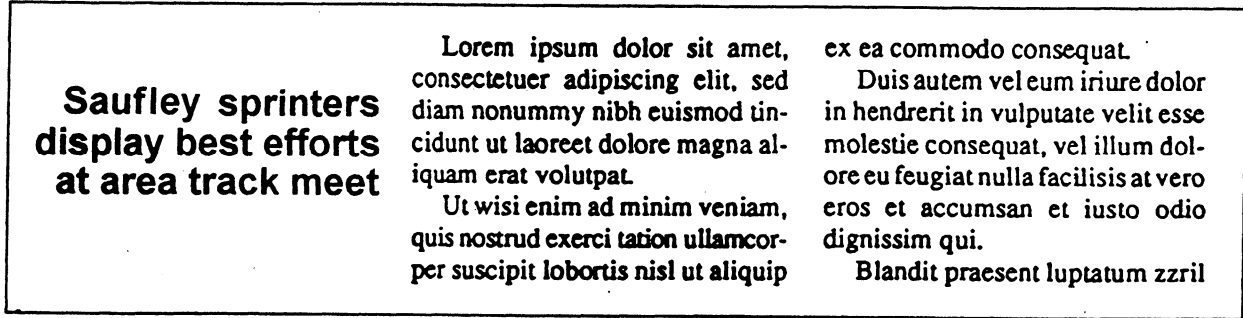 Saufley sprinters
display best efforts
at area track meet
Lorem ipsum dolor sit amet,
consectetuer adipiscing elit, sed
diam nonummy nibh euismod tin-
cidunt ut laoreet dolore magna al-
iquam erat volutpat.
Ut wisi enim ad minim veniam,
quis nostrud exerci tation ullamcor-
per suscipit lobortis nisl ut aliquip
ex ea commodo consequat.
Duis autem vel eum iriure dolor
in hendrerit in vulputate velit esse
molestie consequat, vel illum dol-
ore eu feugiat nulla facilisis at vero
eros et accumsan et iusto odio
dignissim qui.
Blandit praesent luptatum zzril